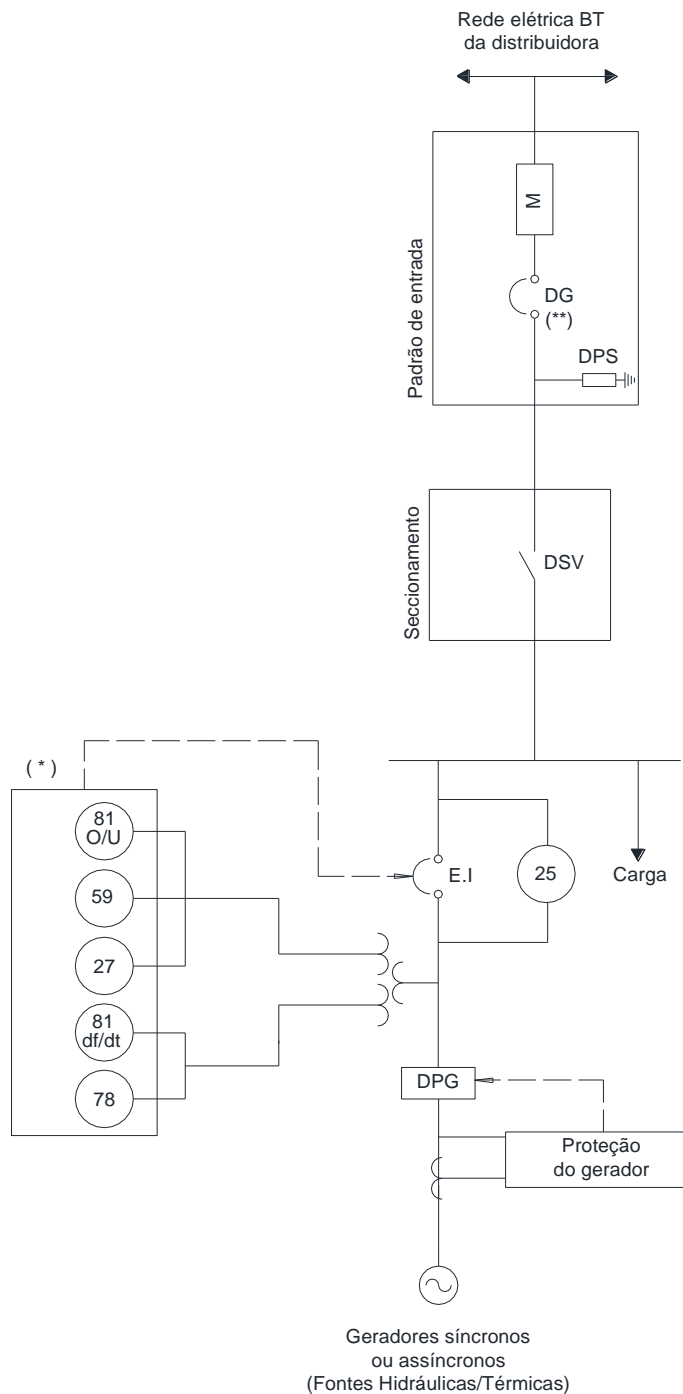 Rede elétrica BT
da distribuidora
Padrão de entrada
M
DG
(**)
DPS
Seccionamento
DSV
( * )
81
O/U
59
27
81
df/dt
78
E.I
25
Carga
DPG
Proteção
do gerador
Geradores síncronos
ou assíncronos
(Fontes Hidráulicas/Térmicas)